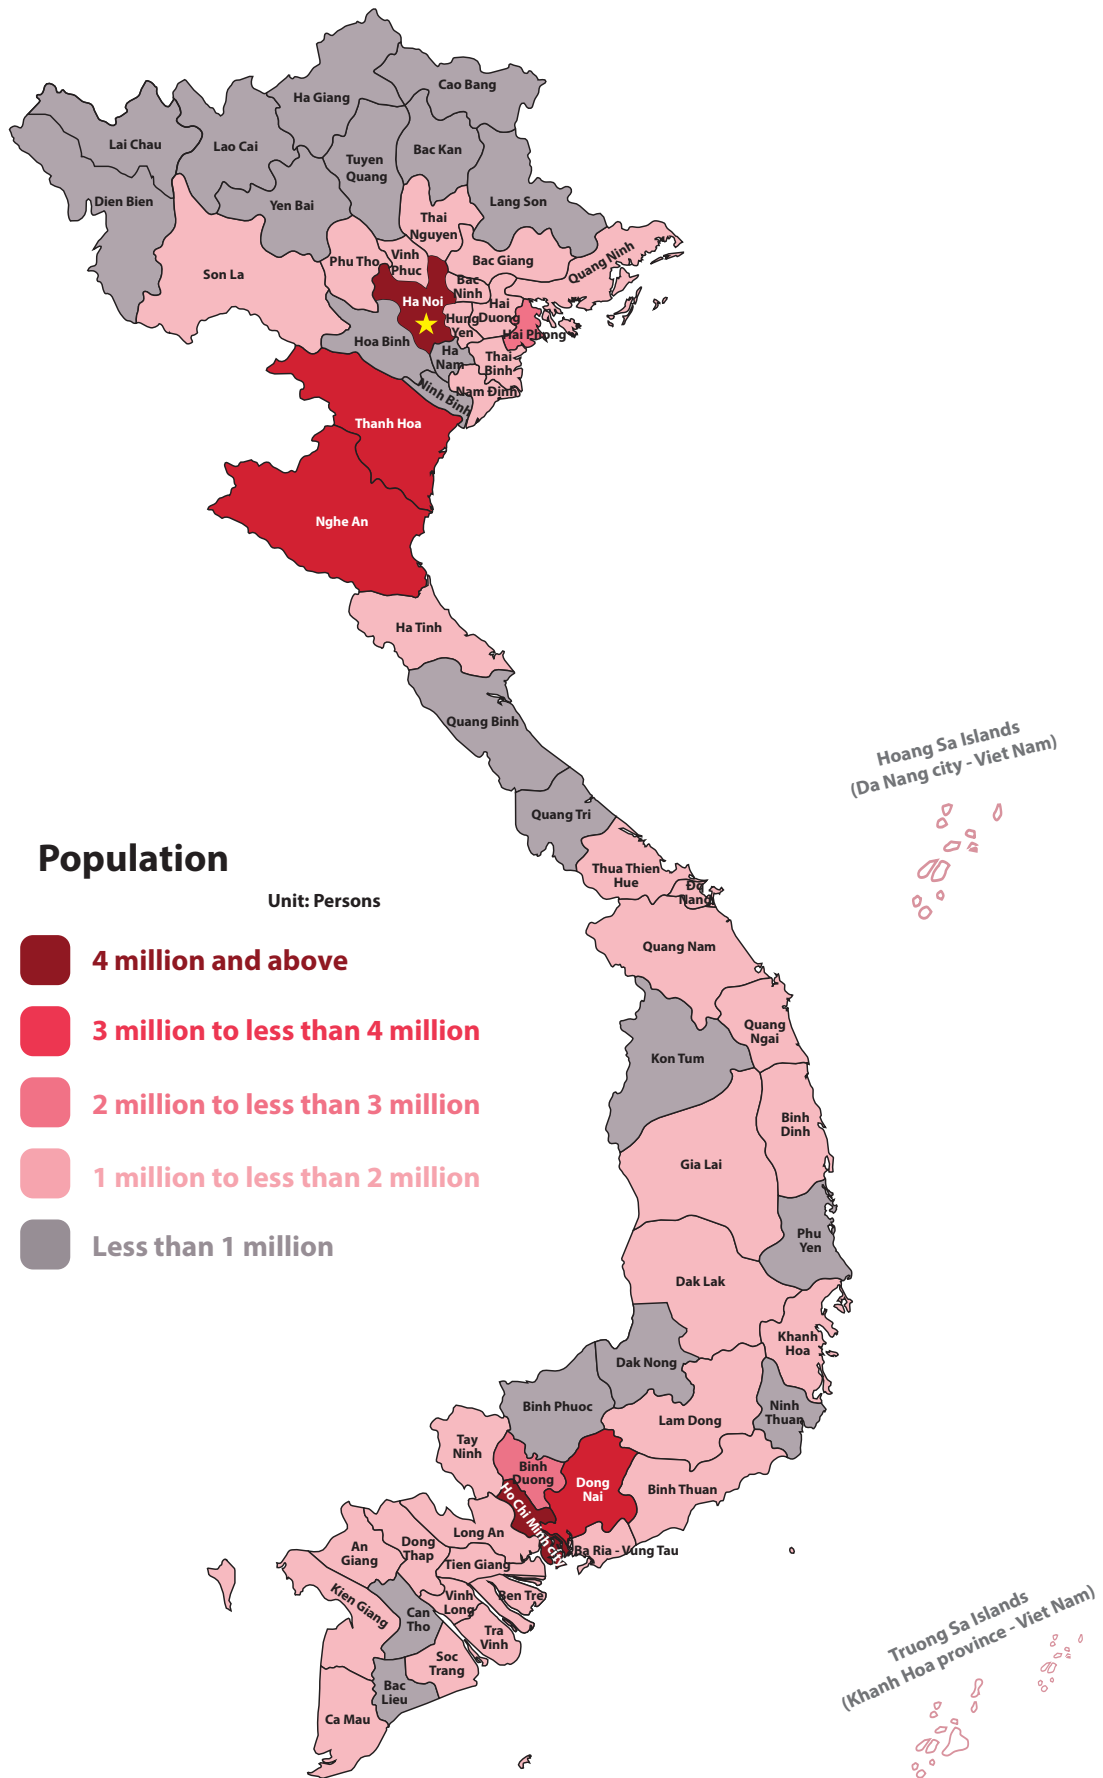 Ha Giang
Cao Bang
Lai Chau
Lao Cai
Bac Kan
Tuyen
Quang
Dien Bien
Yen Bai
Lang Son
Thai
Nguyen
Son La
Phu Tho
Vinh
Phuc
Bac Giang
Quang Ninh
Bac
Ninh
Ha Noi
Hai
Duong
Hung
Yen
Hai Phong
Hoa Binh
Ha
Nam
Thai
Binh
Ninh Binh
Nam Đinh
Thanh Hoa
Nghe An
Ha Tinh
Quang Binh
Hoang Sa Islands
(Da Nang city - Viet Nam)
Quang Tri
Population
Unit: Persons
4 million and above
3 million to less than 4 million
2 million to less than 3 million
1 million to less than 2 million
Less than 1 million
Thua Thien
Hue
Nang
Quang Nam
Quang
Ngai
Kon Tum
Binh
Dinh
Gia Lai
Phu
Yen
Dak Lak
Khanh
Hoa
Dak Nong
Binh Phuoc
Ninh
Thuan
Lam Dong
Tay
Ninh
Binh
Duong
Dong
Nai
Binh Thuan
Ho Chi Minh city
Long An
An
Giang
Dong
Thap
Ba Ria - Vung Tau
Tien Giang
Kien Giang
Vinh
Long
Ben Tre
Can
Tho
Tra
Vinh
Soc
Trang
Bac
Lieu
Ca Mau
Truong Sa Islands
(Khanh Hoa province - Viet Nam)